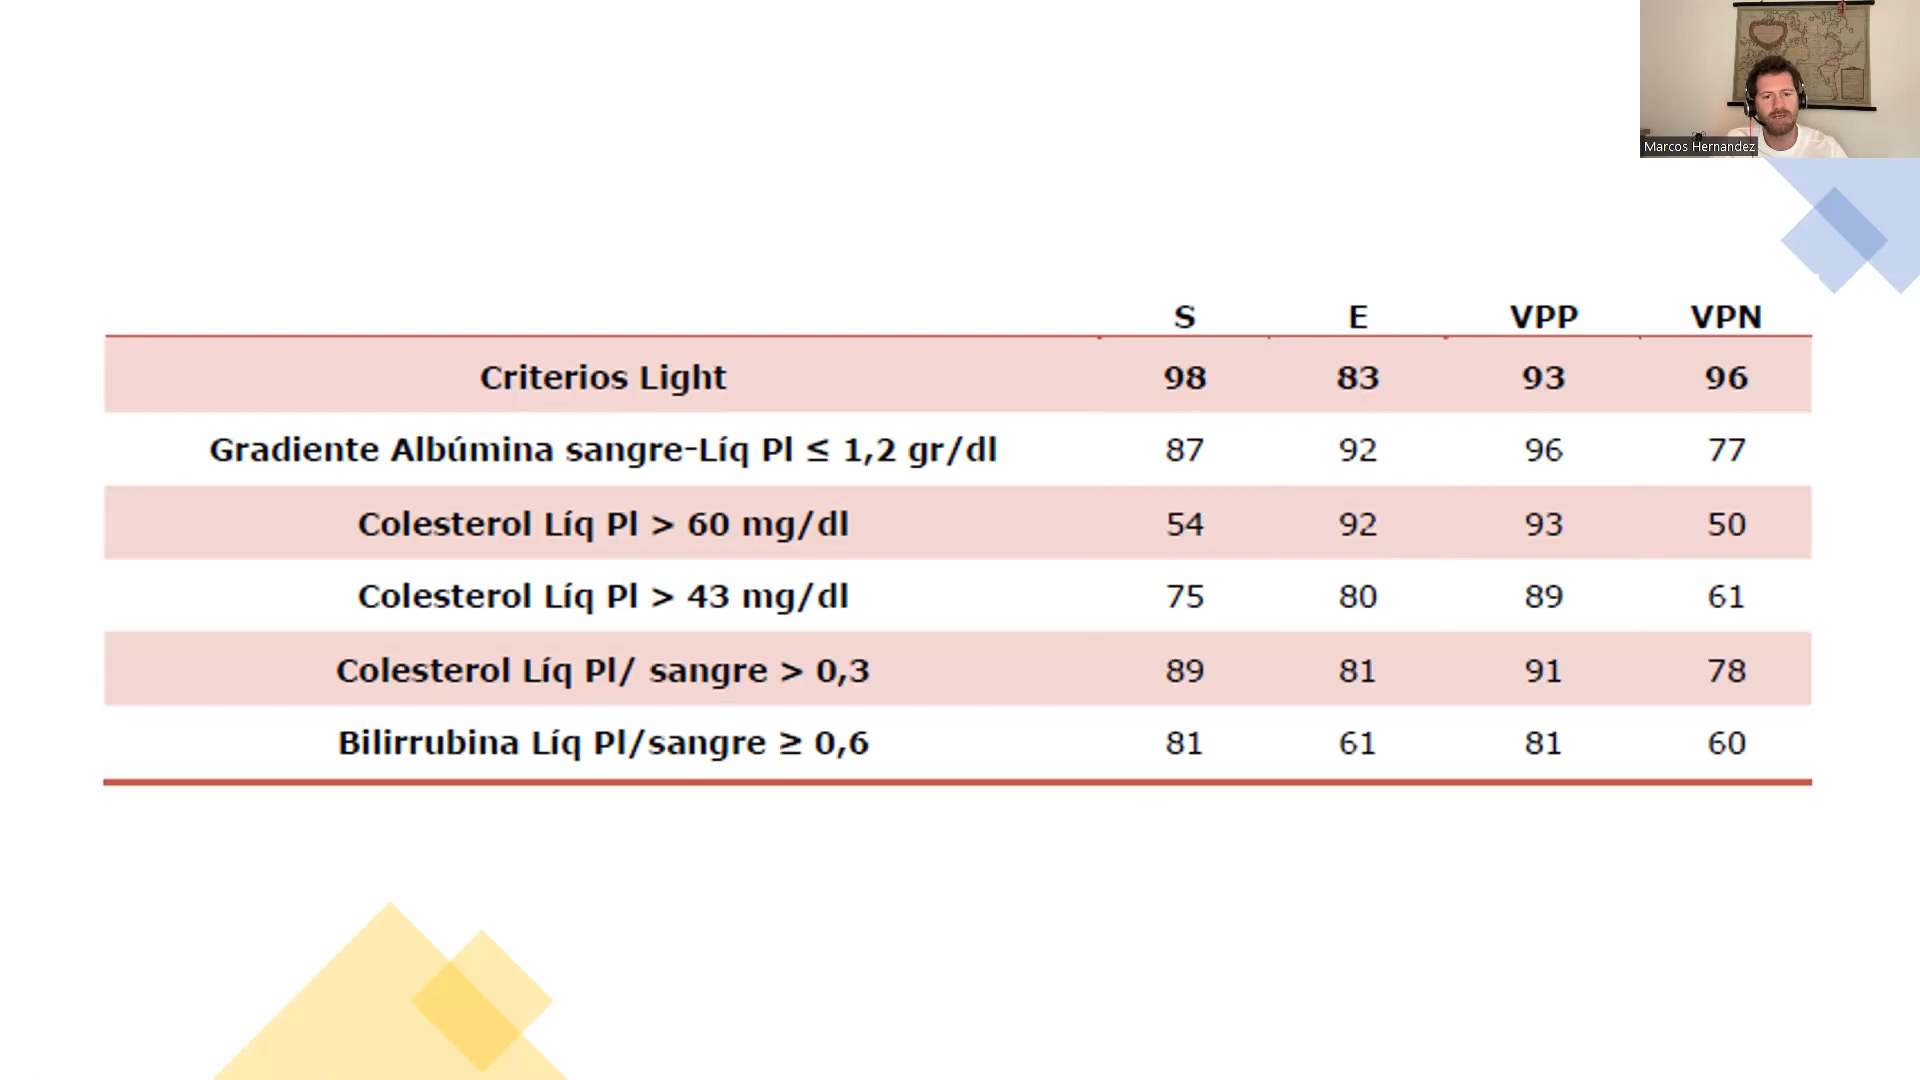 Marcos Hernandez
S E VPP VPN
Criterios Light 98 83 93 96
Gradiente Albúmina sangre-Líq Pl ≤ 1,2 gr/dl 87 92 96 77
Colesterol Líq Pl > 60 mg/dl 54 92 93 50
Colesterol Líq Pl > 43 mg/dl 75 80 89 61
Colesterol Líq Pl/ sangre > 0,3 89 81 91 78
Bilirrubina Líq Pl/sangre ≥ 0,6 81 61 81 60